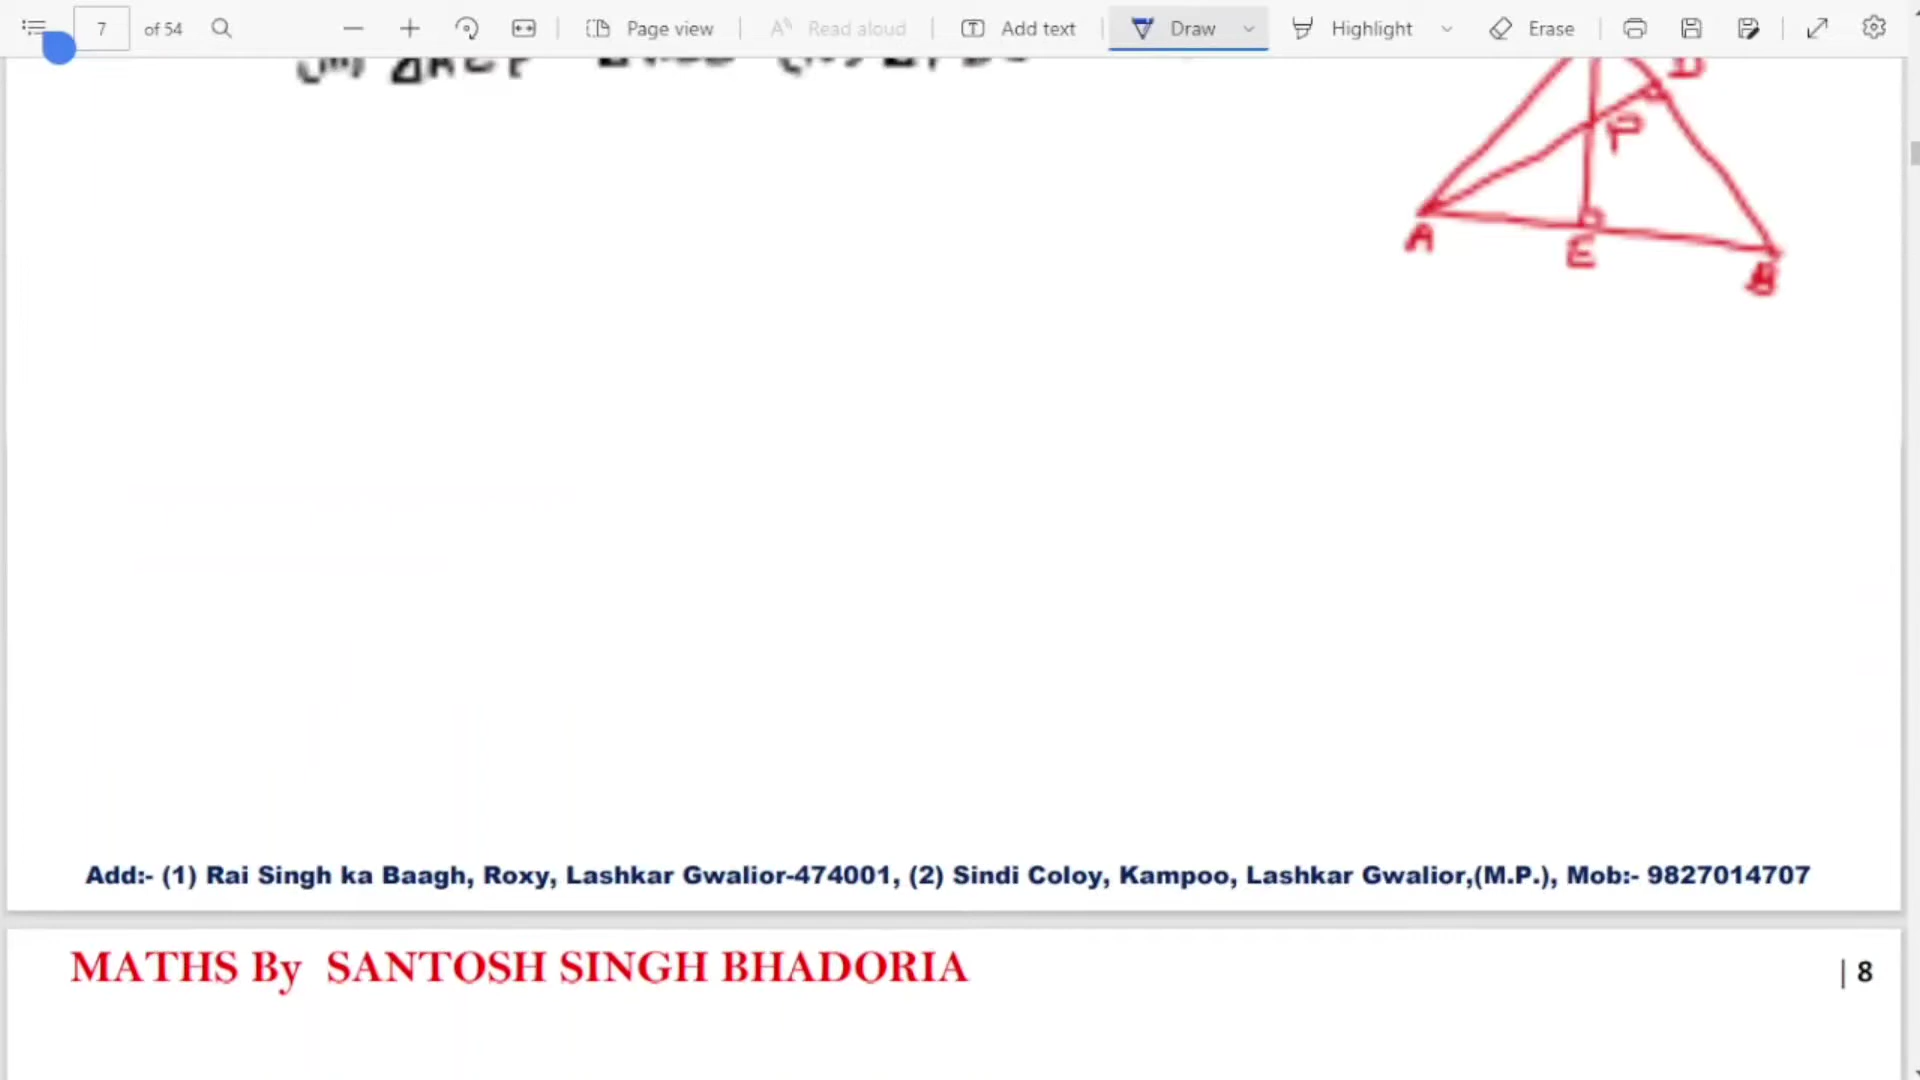 7 of 54 Page view Read aloud Add text Draw Highlight Erase
D
P
A
E
B
Add:- (1) Rai Singh ka Baagh, Roxy, Lashkar Gwalior-474001, (2) Sindi Coloy, Kampoo, Lashkar Gwalior,(M.P.), Mob:- 9827014707
MATHS By SANTOSH SINGH BHADORIA
| 8